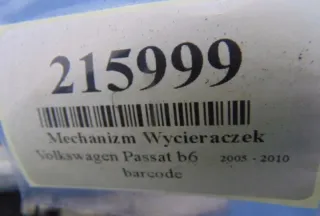 215999
Mechanizm Wycieraczek
Volkswagen Passat b6 2005 - 2010
barcode